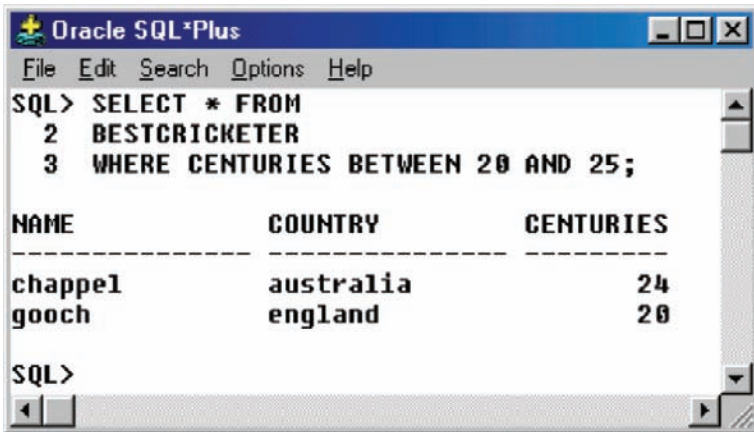 Oracle SQL*Plus
File Edit Search Options Help
SQL> SELECT * FROM
2 BESTCRICKETER
3 WHERE CENTURIES BETWEEN 20 AND 25;
NAME COUNTRY CENTURIES
--------------- --------------- ---------
chappel australia 24
gooch england 20
SQL>